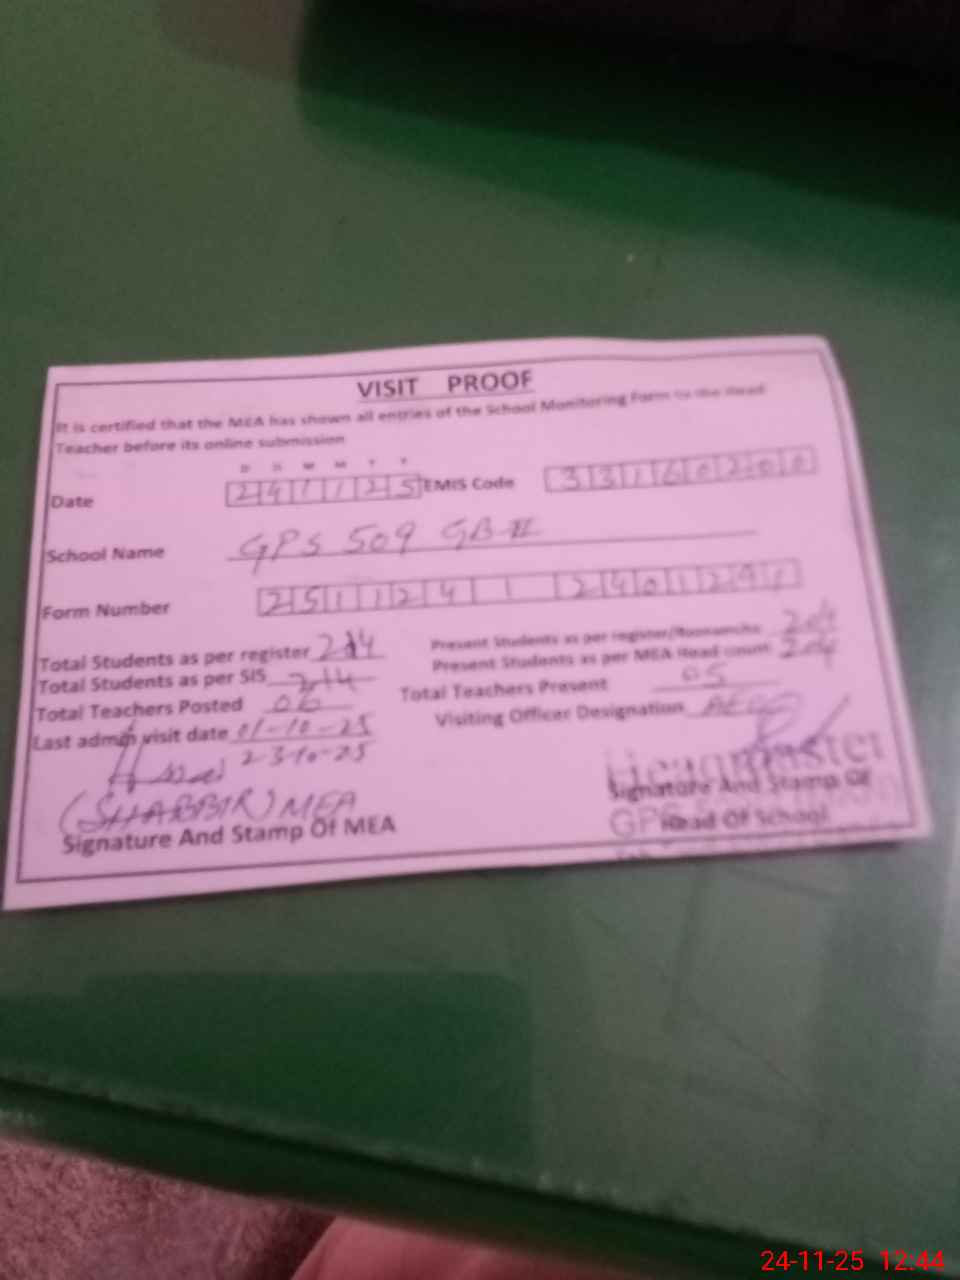 VISIT PROOF
It is certified that the MEA has shown all entries of the School Monitoring Form to the Head
Teacher before its online submission
D D M M Y Y
Date 241125 EMIS Code 33160200
School Name GPS 509 GB II
Form Number 2511241
Total Students as per register 214 Present Students as per register/Roznamcha 204
Total Students as per SIS 214 Present Students as per MEA Head count 204
Total Teachers Posted 06 Total Teachers Present 05
Last admin visit date 01-10-25 Visiting Officer Designation AEO
23-10-25
(SHABBIR) MEA Headmaster
Signature And Stamp Of MEA Signature And Stamp Of
GPS Head Of School
24-11-25 12:44